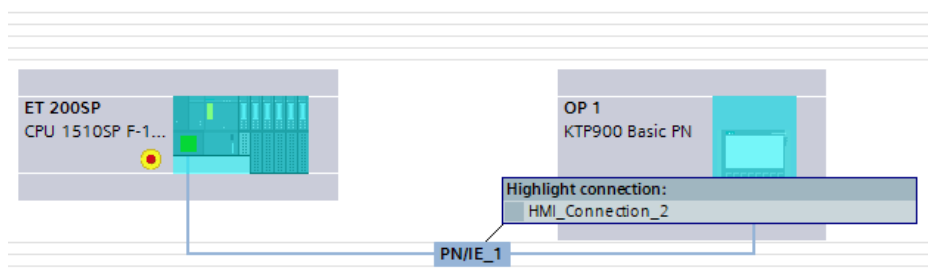 ET 200SP
CPU 1510SP F-1...
OP 1
KTP900 Basic PN
Highlight connection:
HMI_Connection_2
PN/IE_1